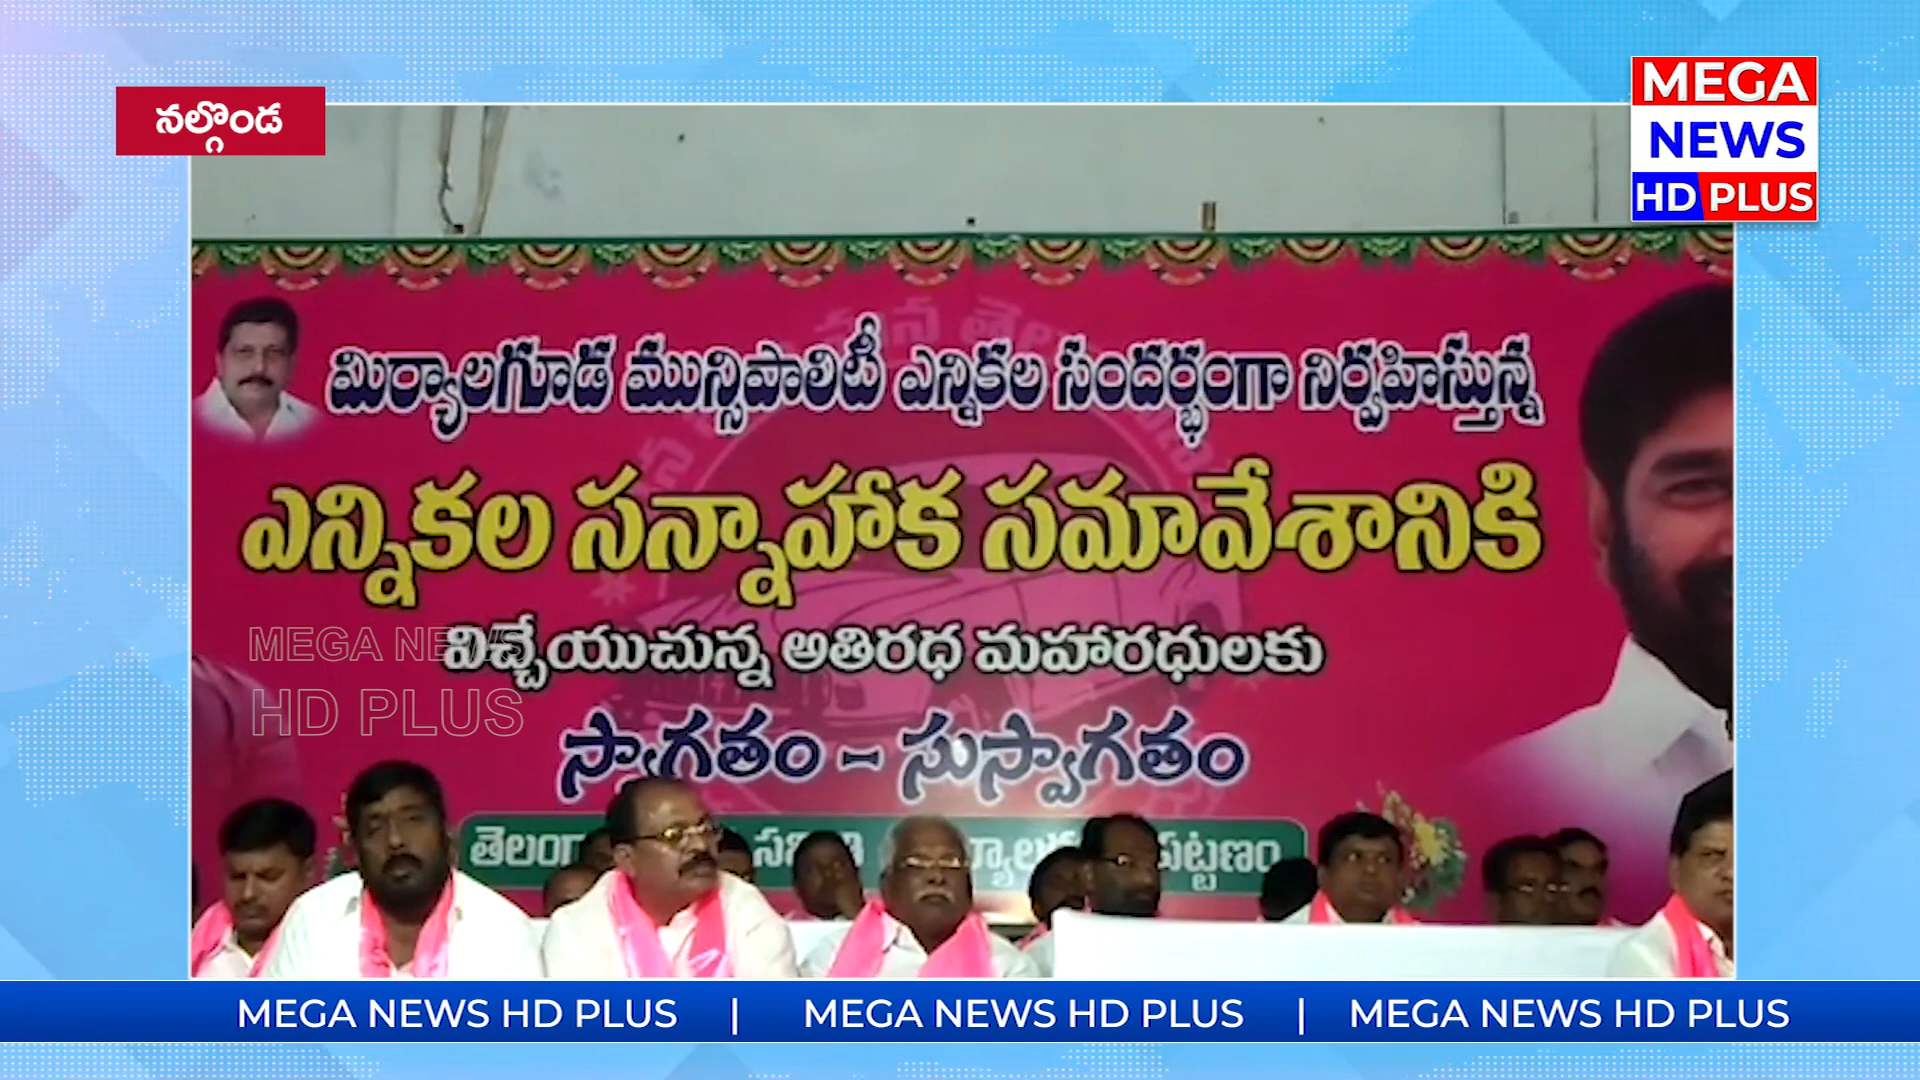 నల్గొండ
MEGA
NEWS
HD PLUS
మిర్యాలగూడ మున్సిపాలిటీ ఎన్నికల సందర్భంగా నిర్వహిస్తున్న
ఎన్నికల సన్నాహాక సమావేశానికి
విచ్చేయుచున్న అతిరధ మహారధులకు
MEGA NEWS
HD PLUS
స్వాగతం - సుస్వాగతం
పట్టణం
MEGA NEWS HD PLUS | MEGA NEWS HD PLUS | MEGA NEWS HD PLUS